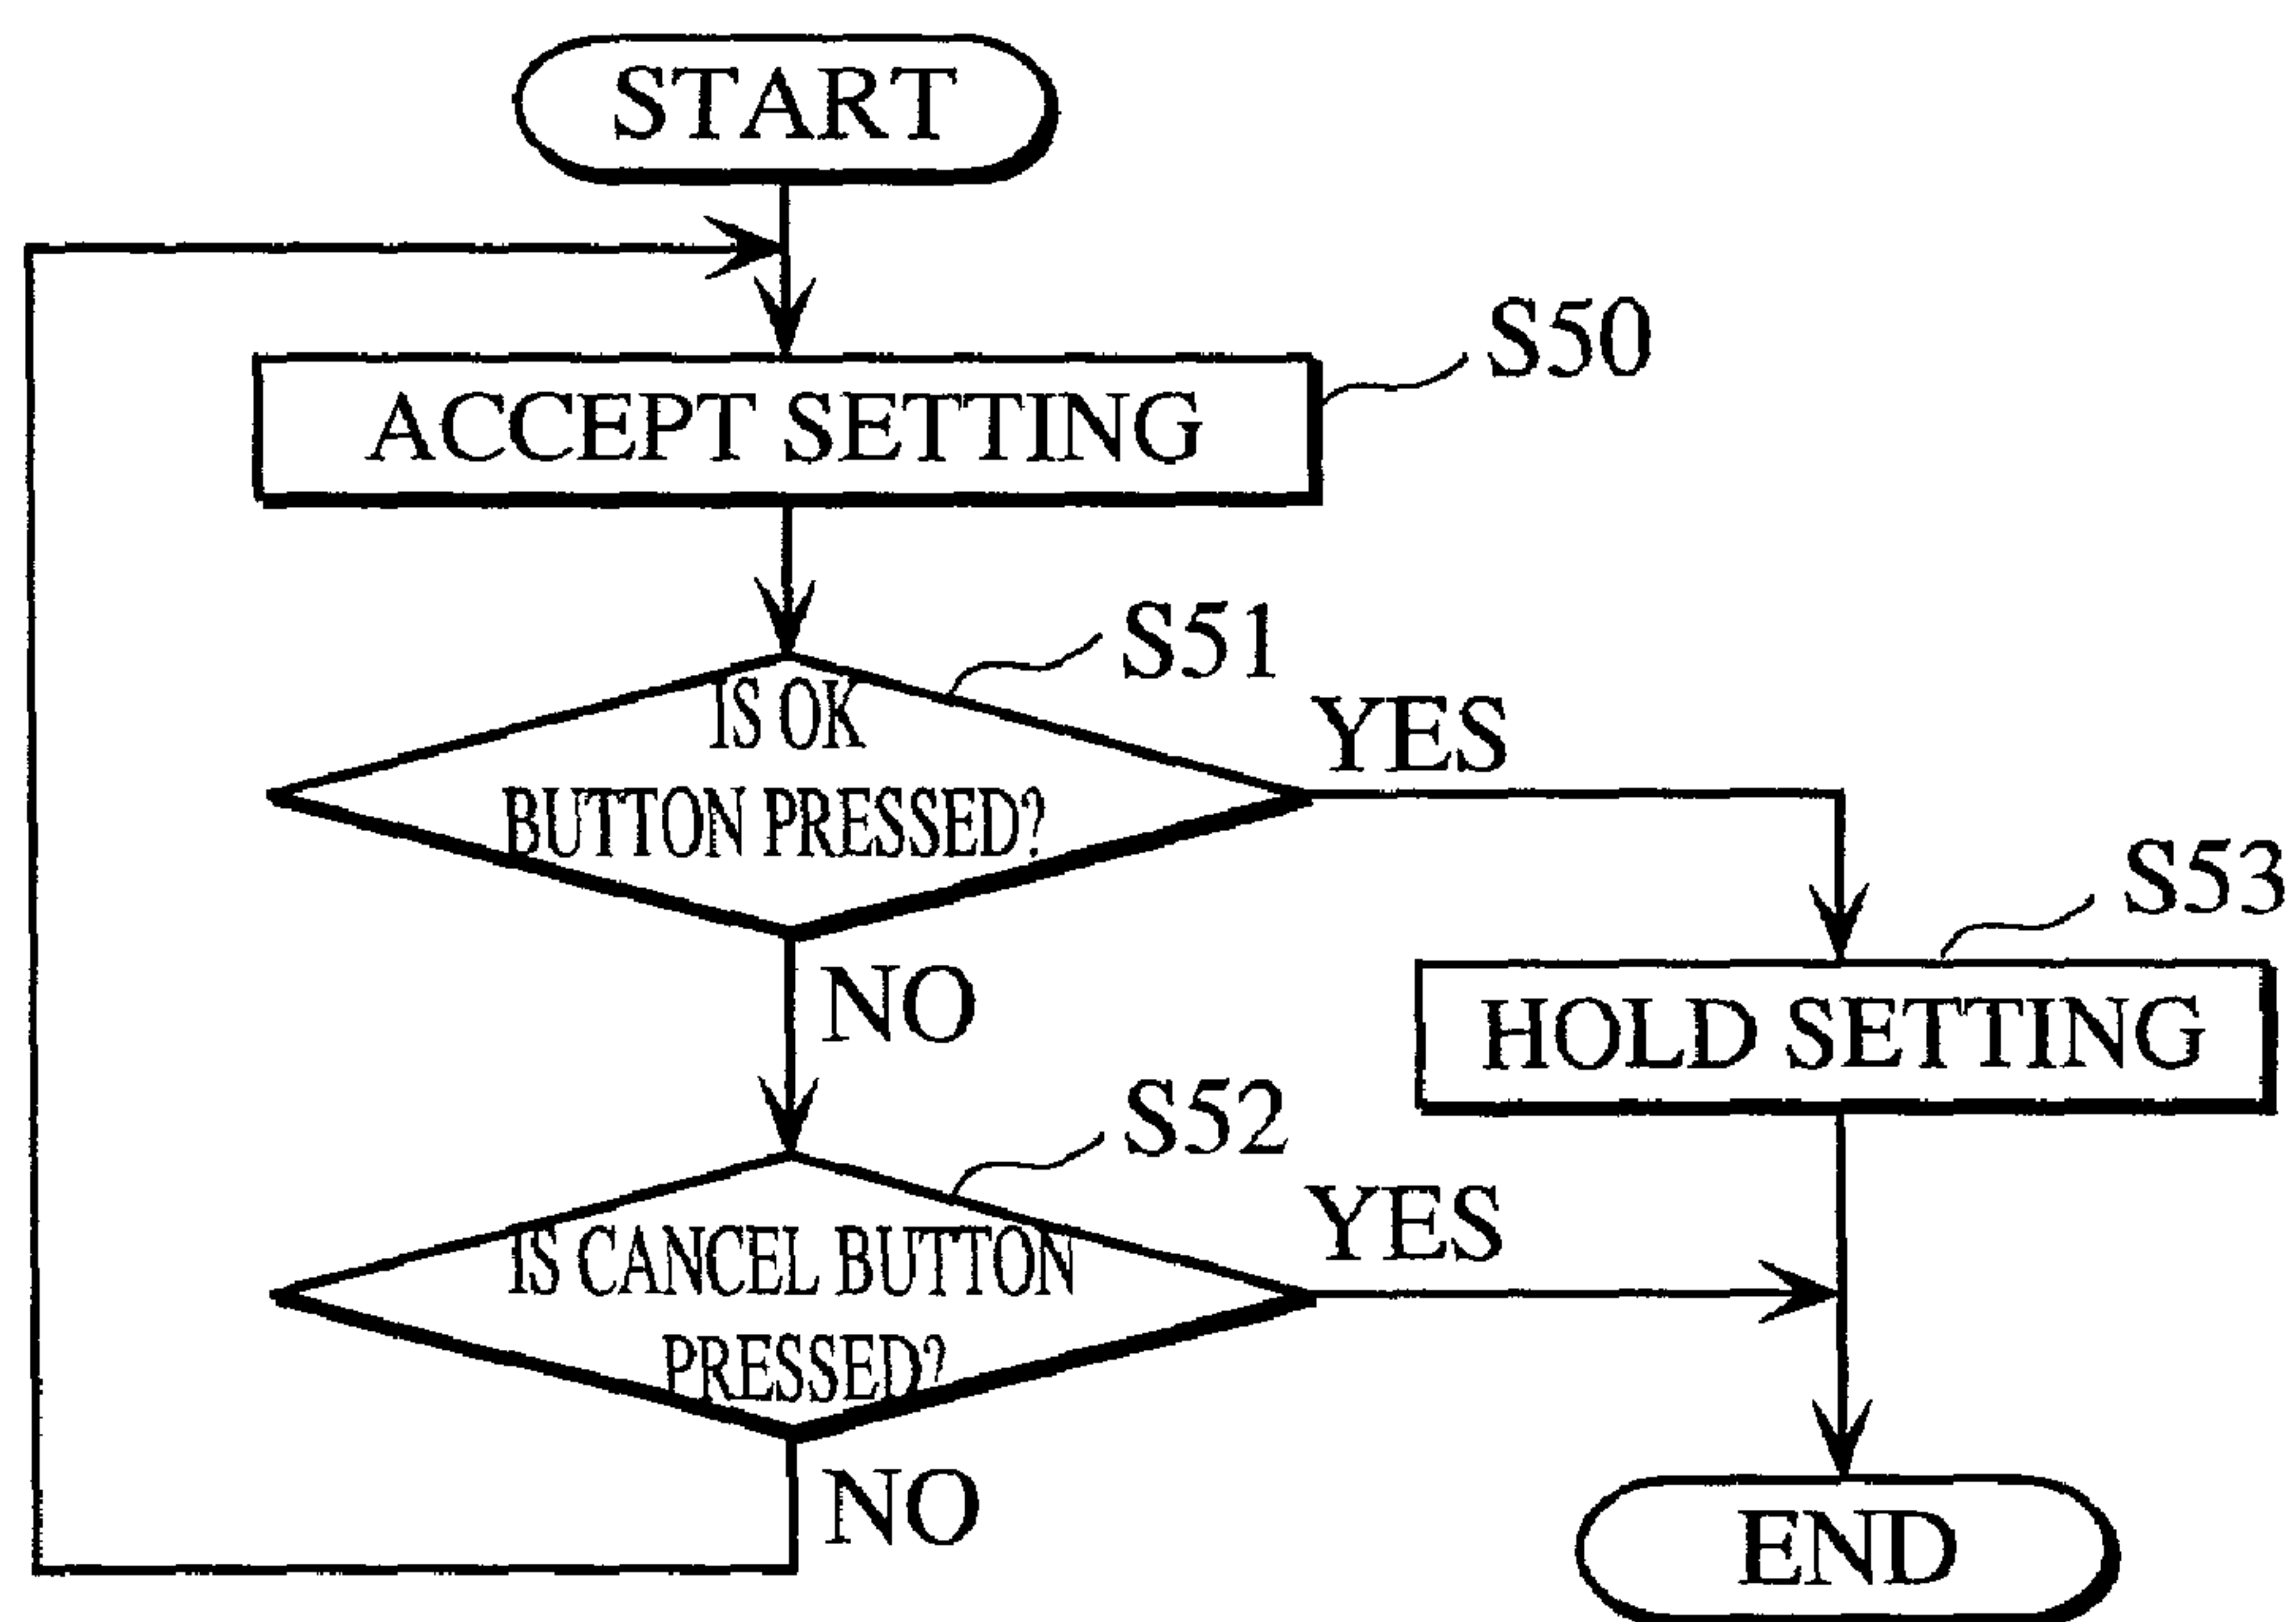 START
S50
ACCEPT SETTING
S51
IS OK
BUTTON PRESSED?
YES
S53
NO
HOLD SETTING
S52
IS CANCEL BUTTON
PRESSED?
YES
NO
END